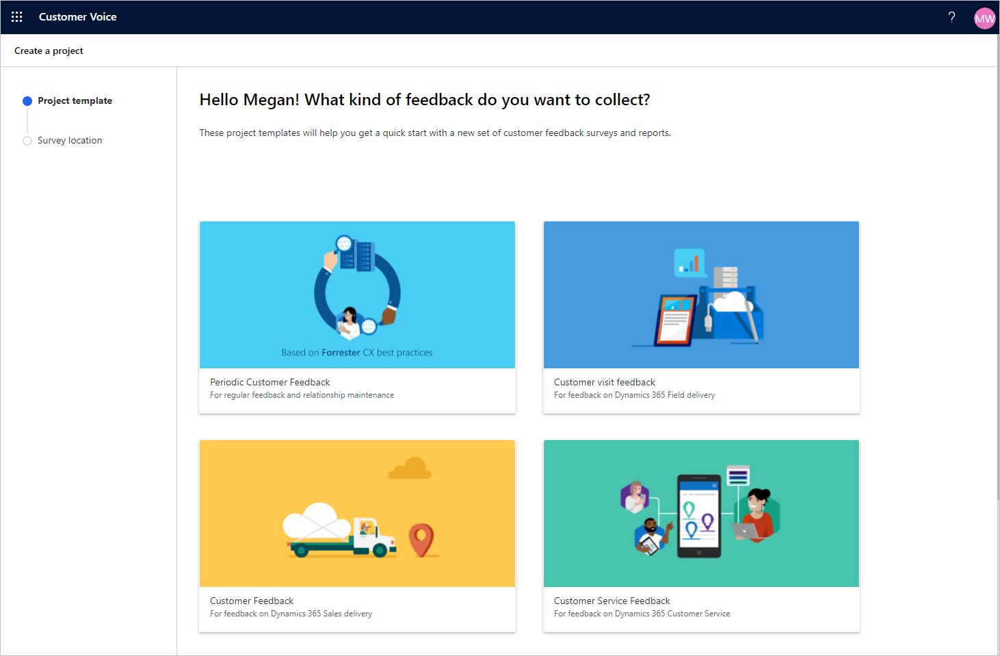 Customer Voice
?
MW
Create a project
Project template
Survey location
Hello Megan! What kind of feedback do you want to collect?
These project templates will help you get a quick start with a new set of customer feedback surveys and reports.
Based on Forrester CX best practices
Periodic Customer Feedback
For regular feedback and relationship maintenance
Customer visit feedback
For feedback on Dynamics 365 Field delivery
Customer Feedback
For feedback on Dynamics 365 Sales delivery
Customer Service Feedback
For feedback on Dynamics 365 Customer Service